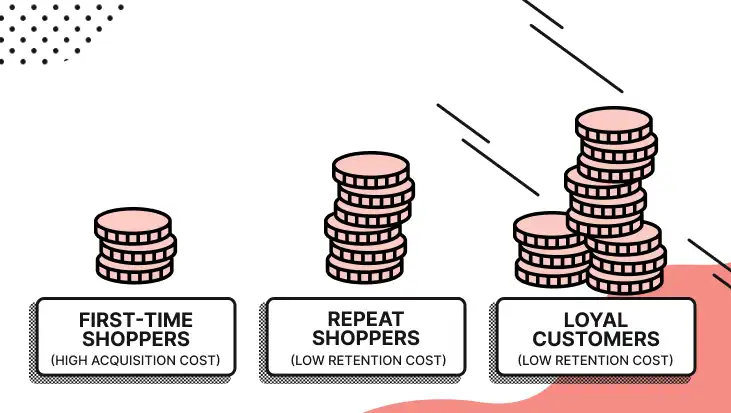 FIRST-TIME
SHOPPERS
(HIGH ACQUISITION COST)
REPEAT
SHOPPERS
(LOW RETENTION COST)
LOYAL
CUSTOMERS
(LOW RETENTION COST)